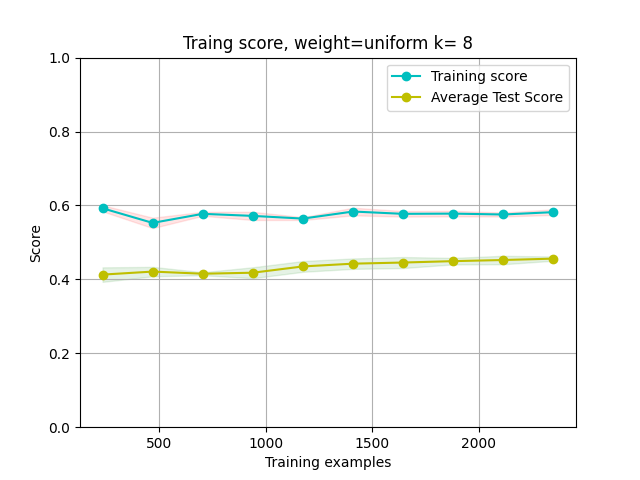 Traing score, weight=uniform k= 8
Training score
Average Test Score
1.0
0.8
0.6
0.4
0.2
0.0
Score
500
1000
1500
2000
Training examples